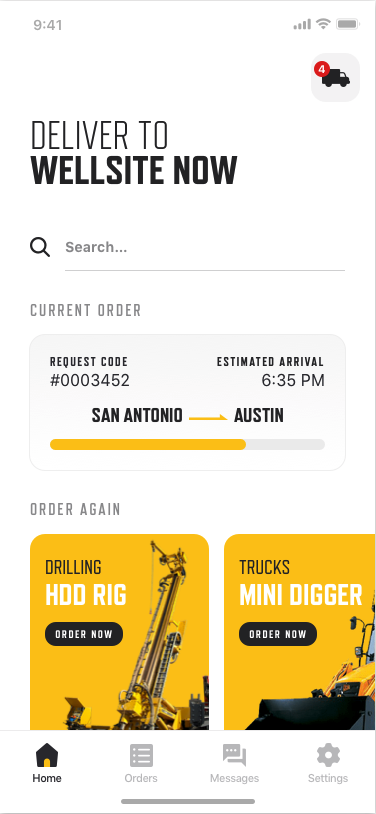 9:41
4
DELIVER TO
WELLSITE NOW
Search...
CURRENT ORDER
REQUEST CODE ESTIMATED ARRIVAL
#0003452 6:35 PM
SAN ANTONIO AUSTIN
ORDER AGAIN
DRILLING
HDD RIG
ORDER NOW
TRUCKS
MINI DIGGER
ORDER NOW
Home Orders Messages Settings